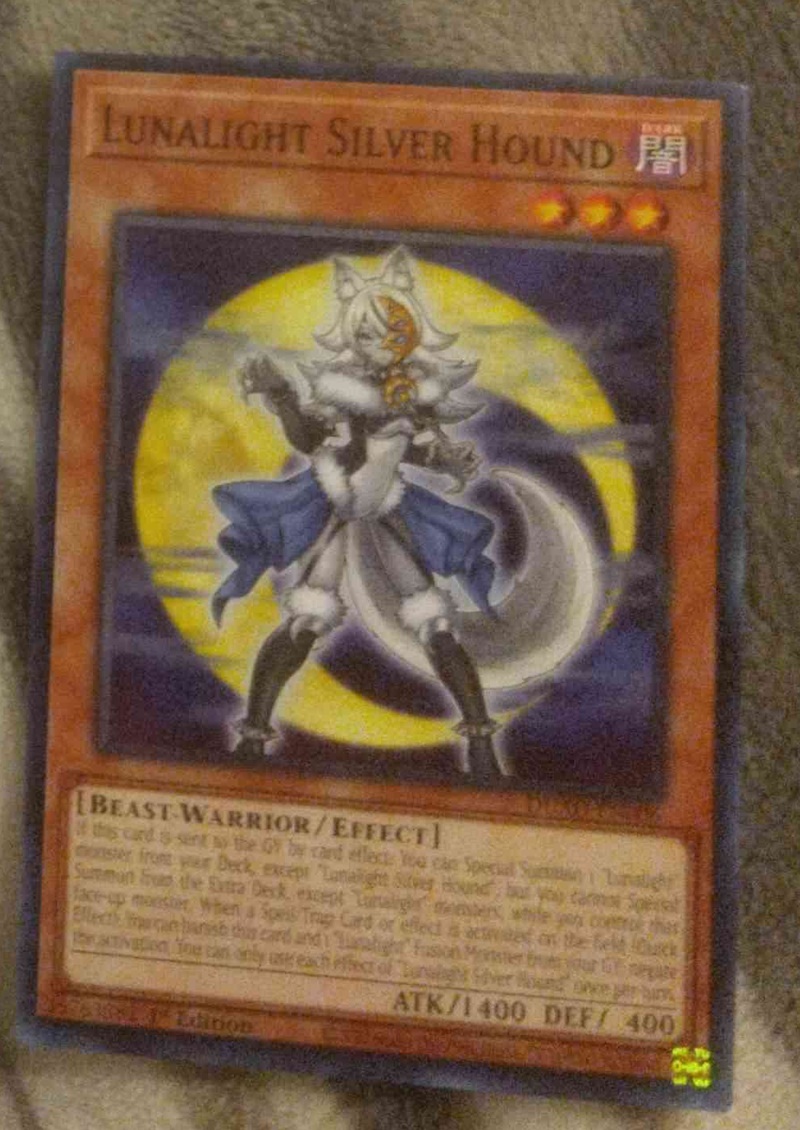 LUNALIGHT SILVER HOUND
DARK
闇
[BEAST-WARRIOR/EFFECT]
If this card is sent to the GY by card effect: You can Special Summon 1 "Lunalight"
monster from your Deck, except "Lunalight Silver Hound", but you cannot Special
Summon from the Extra Deck, except "Lunalight" monsters, while you control that
face-up monster. When a Spell/Trap Card or effect is activated on the field (Quick
Effect): You can banish this card and 1 "Lunalight" Fusion Monster from your GY; negate
the activation. You can only use each effect of "Lunalight Silver Hound" once per turn.
ATK/1400 DEF/ 400
1st Edition